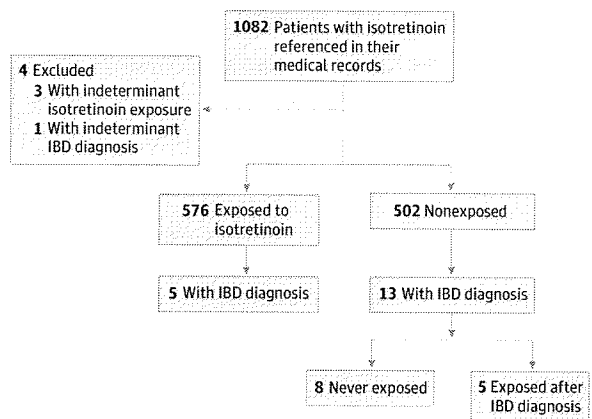 1082 Patients with isotretinoin
referenced in their
medical records
4 Excluded
3 With indeterminant
isotretinoin exposure
1 With indeterminant
IBD diagnosis
576 Exposed to
isotretinoin
502 Nonexposed
5 With IBD diagnosis
13 With IBD diagnosis
8 Never exposed
5 Exposed after
IBD diagnosis